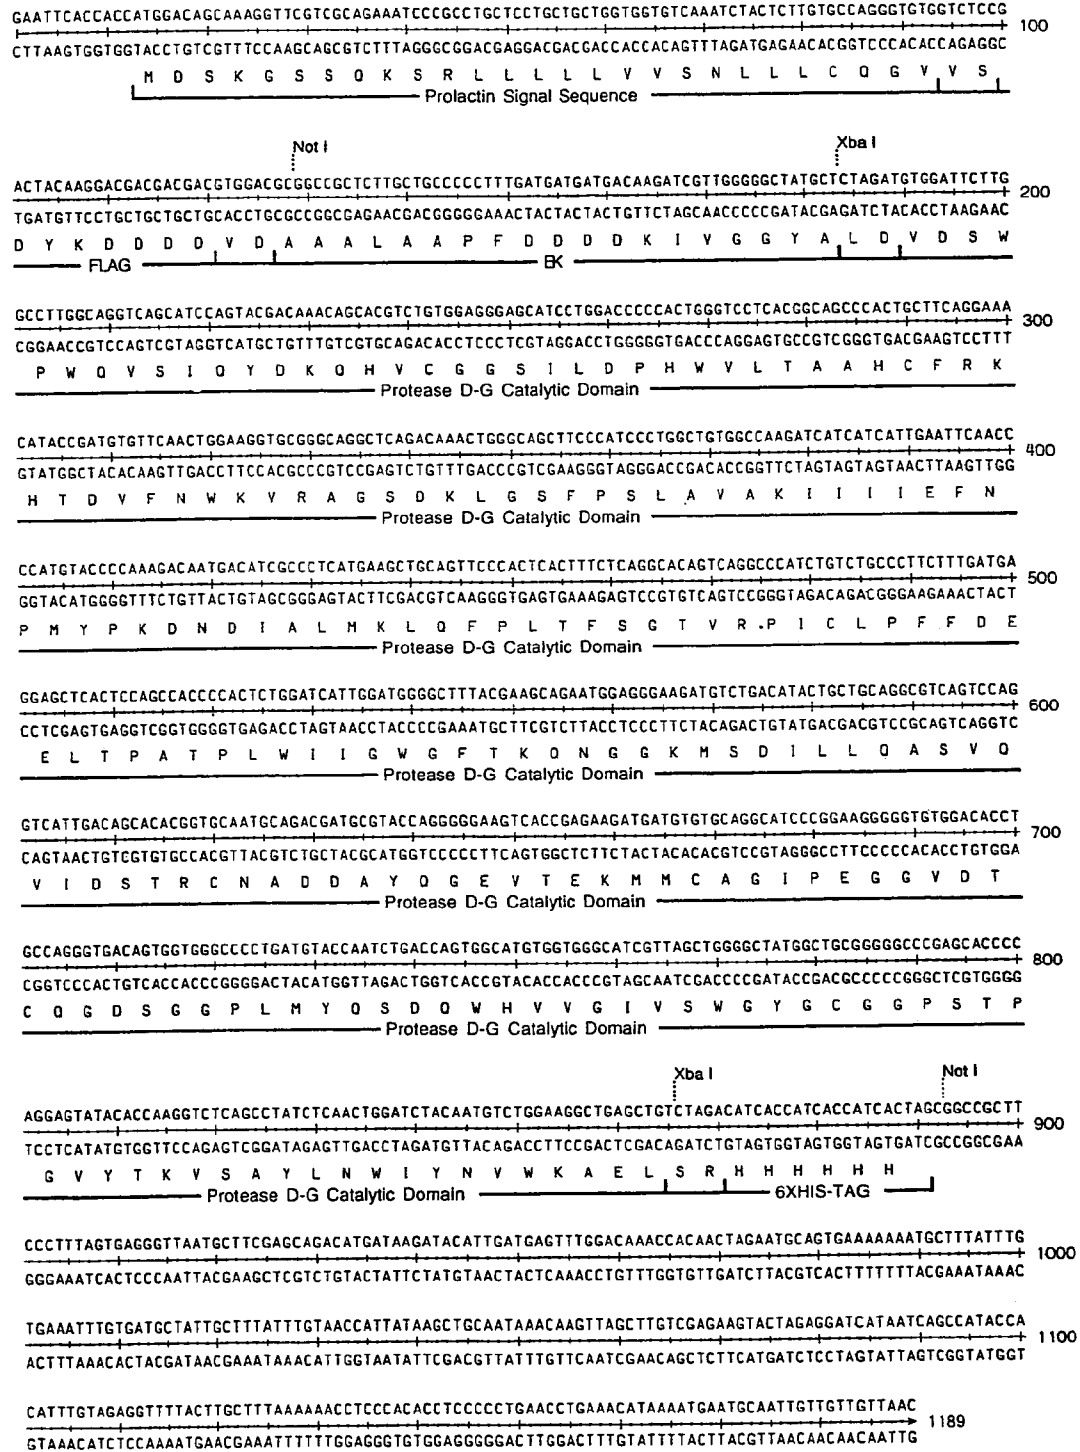 GAATTCACCACCATGGACAGCAAAGGTTCGTCGCAGAAATCCCGCCTGCTCCTGCTGCTGGTGGTGTCAAATCTACTCTTGTGCCAGGGTGTGGTCTCCG
100
CTTAAGTGGTGGTACCTGTCGTTTCCAAGCAGCGTCTTTAGGGCGGACGAGGACGACGACCACCACAGTTTAGATGAGAACACGGTCCCACACCAGAGGC
M D S K G S S Q K S R L L L L L V V S N L L L C Q G V V S
Prolactin Signal Sequence
Not I Xba I
ACTACAAGGACGACGACGACGTGGACGCGGCCGCTCTTGCTGCCCCCTTTGATGATGATGACAAGATCGTTGGGGGCTATGCTCTAGATGTGGATTCTTG
200
TGATGTTCCTGCTGCTGCTGCACCTGCGCCGGCGAGAACGACGGGGGAAACTACTACTACTGTTCTAGCAACCCCCGATACGAGATCTACACCTAAGAAC
D Y K D D D D V D A A A L A A P F D D D D K I V G G Y A L D V D S W
FLAG EK
GCCTTGGCAGGTCAGCATCCAGTACGACAAACAGCACGTCTGTGGAGGGAGCATCCTGGACCCCCACTGGGTCCTCACGGCAGCCCACTGCTTCAGGAAA
300
CGGAACCGTCCAGTCGTAGGTCATGCTGTTTGTCGTGCAGACACCTCCCTCGTAGGACCTGGGGGTGACCCAGGAGTGCCGTCGGGTGACGAAGTCCTTT
P W Q V S I Q Y D K Q H V C G G S I L D P H W V L T A A H C F R K
Protease D-G Catalytic Domain
CATACCGATGTGTTCAACTGGAAGGTGCGGGCAGGCTCAGACAAACTGGGCAGCTTCCCATCCCTGGCTGTGGCCAAGATCATCATCATTGAATTCAACC
400
GTATGGCTACACAAGTTGACCTTCCACGCCCGTCCGAGTCTGTTTGACCCGTCGAAGGGTAGGGACCGACACCGGTTCTAGTAGTAGTAACTTAAGTTGG
H T D V F N W K V R A G S D K L G S F P S L A V A K I I I I E F N
Protease D-G Catalytic Domain
CCATGTACCCCAAAGACAATGACATCGCCCTCATGAAGCTGCAGTTCCCACTCACTTTCTCAGGCACAGTCAGGCCCATCTGTCTGCCCTTCTTTGATGA
500
GGTACATGGGGTTTCTGTTACTGTAGCGGGAGTACTTCGACGTCAAGGGTGAGTGAAAGAGTCCGTGTCAGTCCGGGTAGACAGACGGGAAGAAACTACT
P M Y P K D N D I A L M K L Q F P L T F S G T V R P I C L P F F D E
Protease D-G Catalytic Domain
GGAGCTCACTCCAGCCACCCCACTCTGGATCATTGGATGGGGCTTTACGAAGCAGAATGGAGGGAAGATGTCTGACATACTGCTGCAGGCGTCAGTCCAG
600
CCTCGAGTGAGGTCGGTGGGGTGAGACCTAGTAACCTACCCCGAAATGCTTCGTCTTACCTCCCTTCTACAGACTGTATGACGACGTCCGCAGTCAGGTC
E L T P A T P L W I I G W G F T K Q N G G K M S D I L L Q A S V Q
Protease D-G Catalytic Domain
GTCATTGACAGCACACGGTGCAATGCAGACGATGCGTACCAGGGGGAAGTCACCGAGAAGATGATGTGTGCAGGCATCCCGGAAGGGGGTGTGGACACCT
700
CAGTAACTGTCGTGTGCCACGTTACGTCTGCTACGCATGGTCCCCCTTCAGTGGCTCTTCTACTACACACGTCCGTAGGGCCTTCCCCCACACCTGTGGA
V I D S T R C N A D D A Y Q G E V T E K M M C A G I P E G G V D T
Protease D-G Catalytic Domain
GCCAGGGTGACAGTGGTGGGCCCCTGATGTACCAATCTGACCAGTGGCATGTGGTGGGCATCGTTAGCTGGGGCTATGGCTGCGGGGGCCCGAGCACCCC
800
CGGTCCCACTGTCACCACCCGGGGACTACATGGTTAGACTGGTCACCGTACACCACCCGTAGCAATCGACCCCGATACCGACGCCCCCGGGCTCGTGGGG
C Q G D S G G P L M Y Q S D Q W H V V G I V S W G Y G C G G P S T P
Protease D-G Catalytic Domain
Xba I Not I
AGGAGTATACACCAAGGTCTCAGCCTATCTCAACTGGATCTACAATGTCTGGAAGGCTGAGCTGTCTAGACATCACCATCACCATCACTAGCGGCCGCTT
900
TCCTCATATGTGGTTCCAGAGTCGGATAGAGTTGACCTAGATGTTACAGACCTTCCGACTCGACAGATCTGTAGTGGTAGTGGTAGTGATCGCCGGCGAA
G V Y T K V S A Y L N W I Y N V W K A E L S R H H H H H H
Protease D-G Catalytic Domain 6XHIS-TAG
CCCTTTAGTGAGGGTTAATGCTTCGAGCAGACATGATAAGATACATTGATGAGTTTGGACAAACCACAACTAGAATGCAGTGAAAAAAATGCTTTATTTG
1000
GGGAAATCACTCCCAATTACGAAGCTCGTCTGTACTATTCTATGTAACTACTCAAACCTGTTTGGTGTTGATCTTACGTCACTTTTTTTACGAAATAAAC
TGAAATTTGTGATGCTATTGCTTTATTTGTAACCATTATAAGCTGCAATAAACAAGTTAGCTTGTCGAGAAGTACTAGAGGATCATAATCAGCCATACCA
1100
ACTTTAAACACTACGATAACGAAATAAACATTGGTAATATTCGACGTTATTTGTTCAATCGAACAGCTCTTCATGATCTCCTAGTATTAGTCGGTATGGT
CATTTGTAGAGGTTTTACTTGCTTTAAAAAACCTCCCACACCTCCCCCTGAACCTGAAACATAAAATGAATGCAATTGTTGTTGTTAAC
1189
GTAAACATCTCCAAAATGAACGAAATTTTTTGGAGGGTGTGGAGGGGGACTTGGACTTTGTATTTTACTTACGTTAACAACAACAATTG